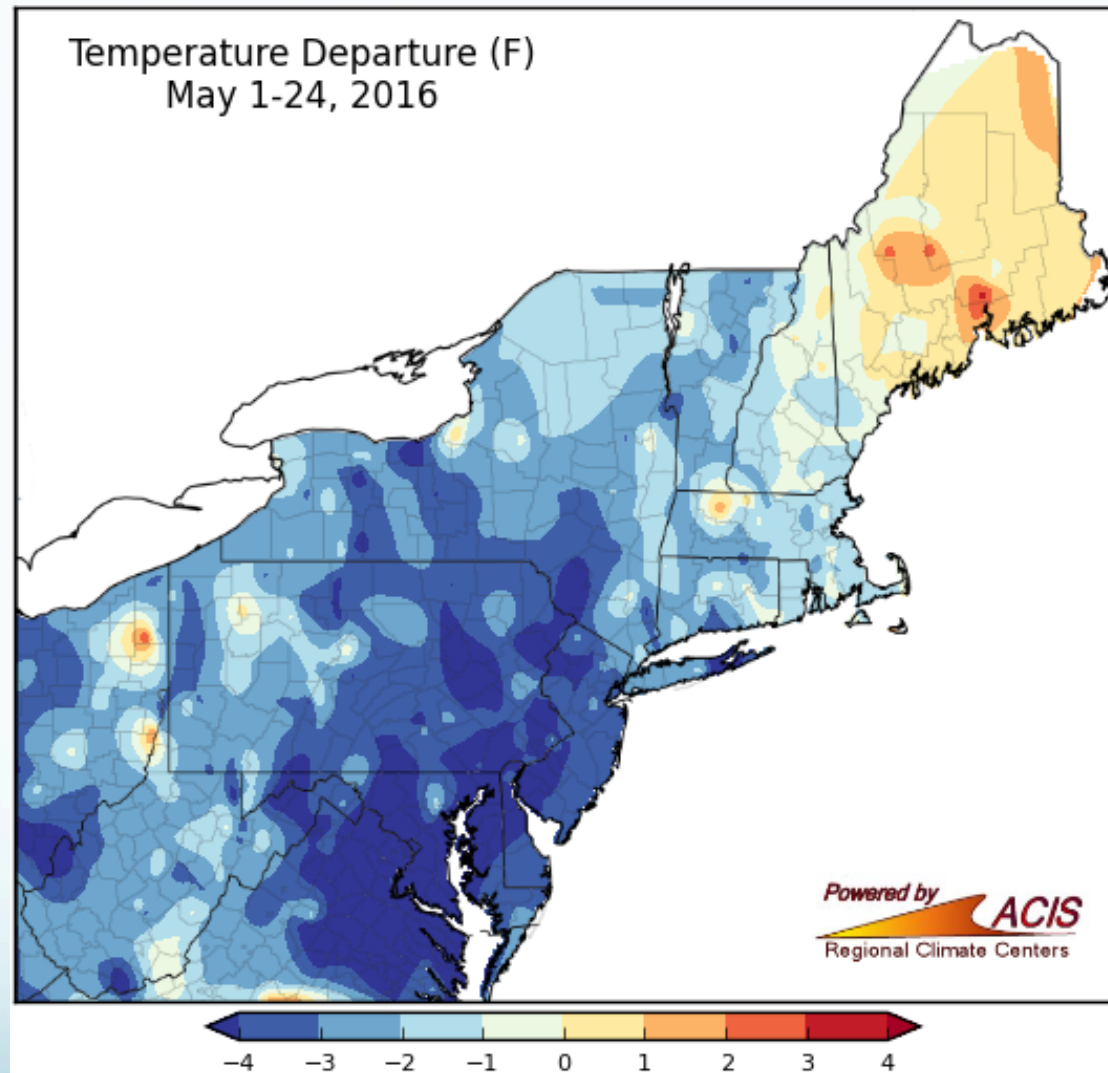 Temperature Departure (F)
May 1-24, 2016
Powered by
ACIS
Regional Climate Centers
−4 −3 −2 −1 0 1 2 3 4